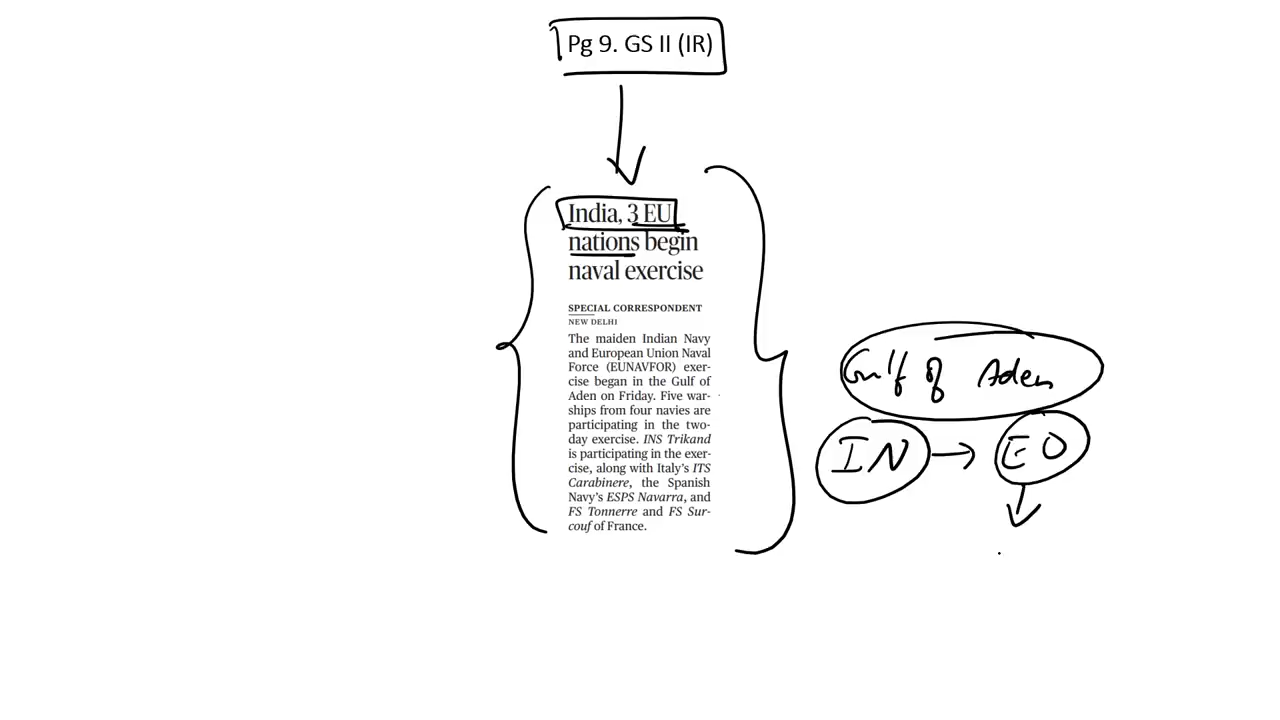 Pg 9. GS II (IR)
India, 3 EU
nations begin
naval exercise
SPECIAL CORRESPONDENT
NEW DELHI
The maiden Indian Navy
and European Union Naval
Force (EUNAVFOR) exer-
cise began in the Gulf of
Aden on Friday. Five war-
ships from four navies are
participating in the two-
day exercise. INS Trikand
is participating in the exer-
cise, along with Italy's ITS
Carabinere, the Spanish
Navy's ESPS Navarra, and
FS Tonnerre and FS Sur-
couf of France.
Gulf of Aden
IN → EU